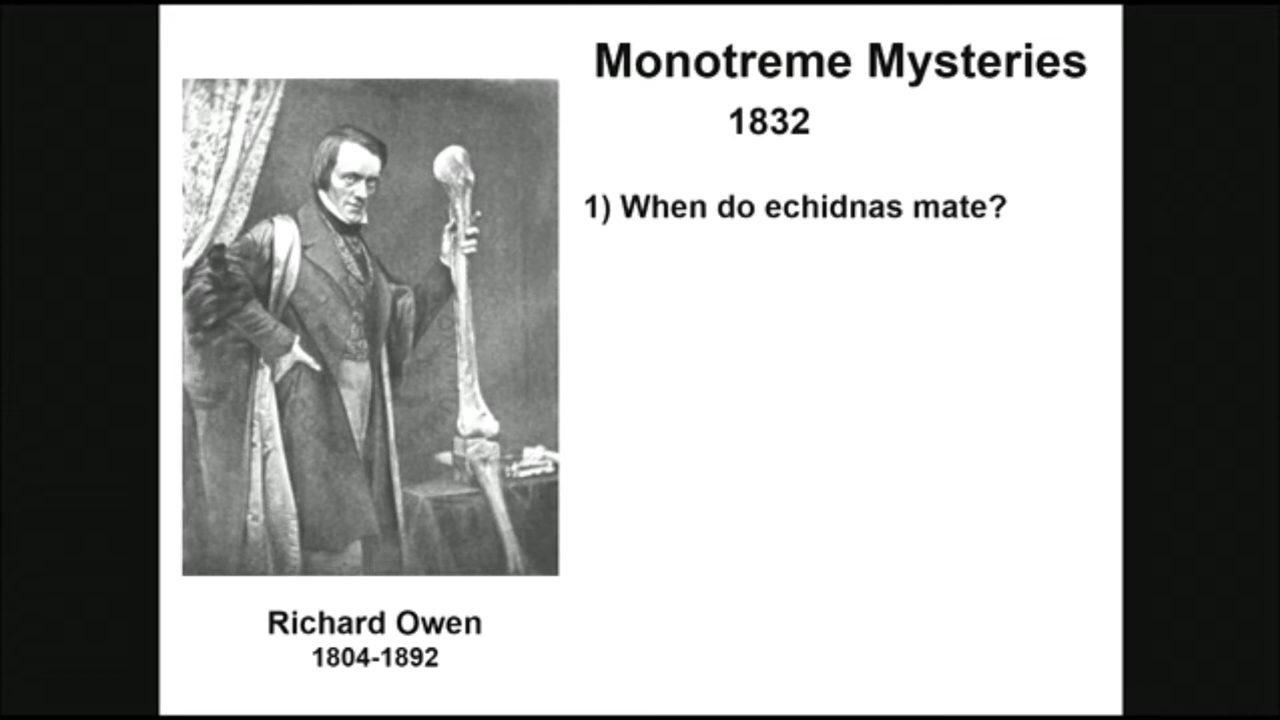 Monotreme Mysteries
1832
1) When do echidnas mate?
Richard Owen
1804-1892